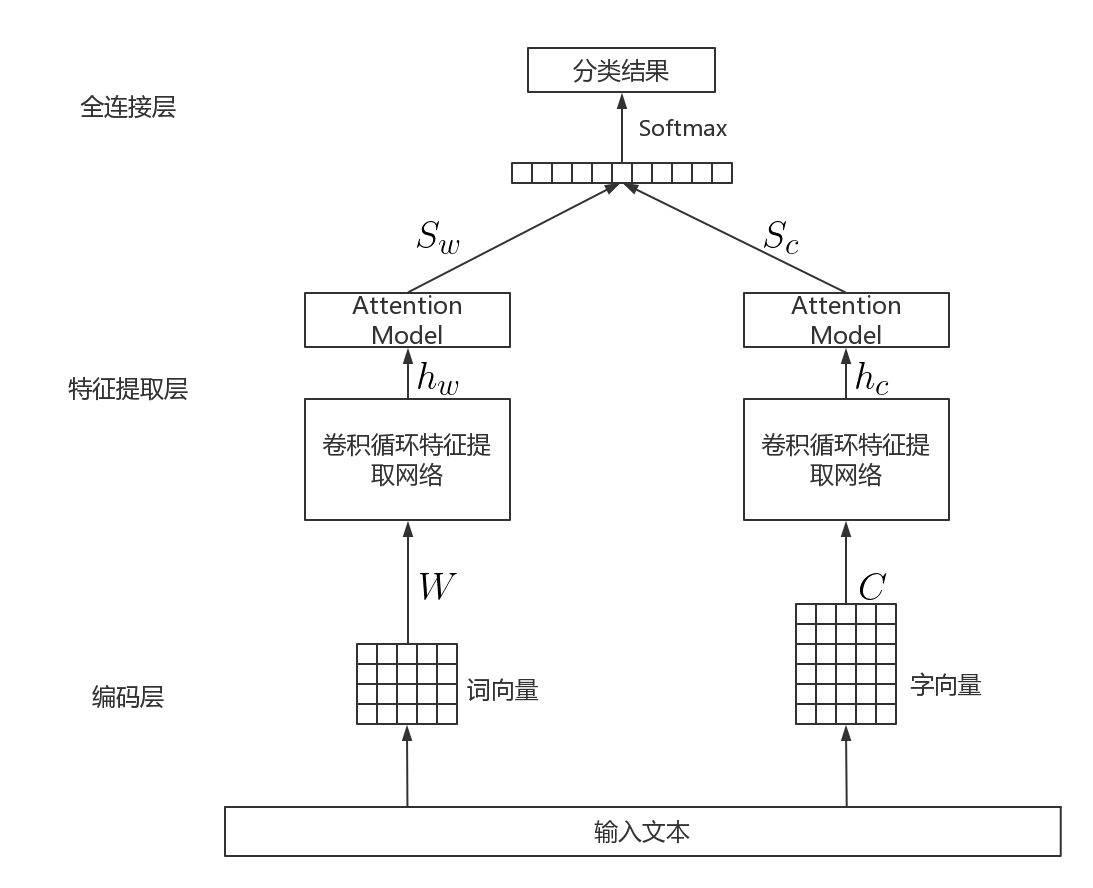 分类结果
全连接层
Softmax
S_w
S_c
Attention
Model
Attention
Model
h_w
h_c
特征提取层
卷积循环特征提
取网络
卷积循环特征提
取网络
W
C
编码层
词向量
字向量
输入文本